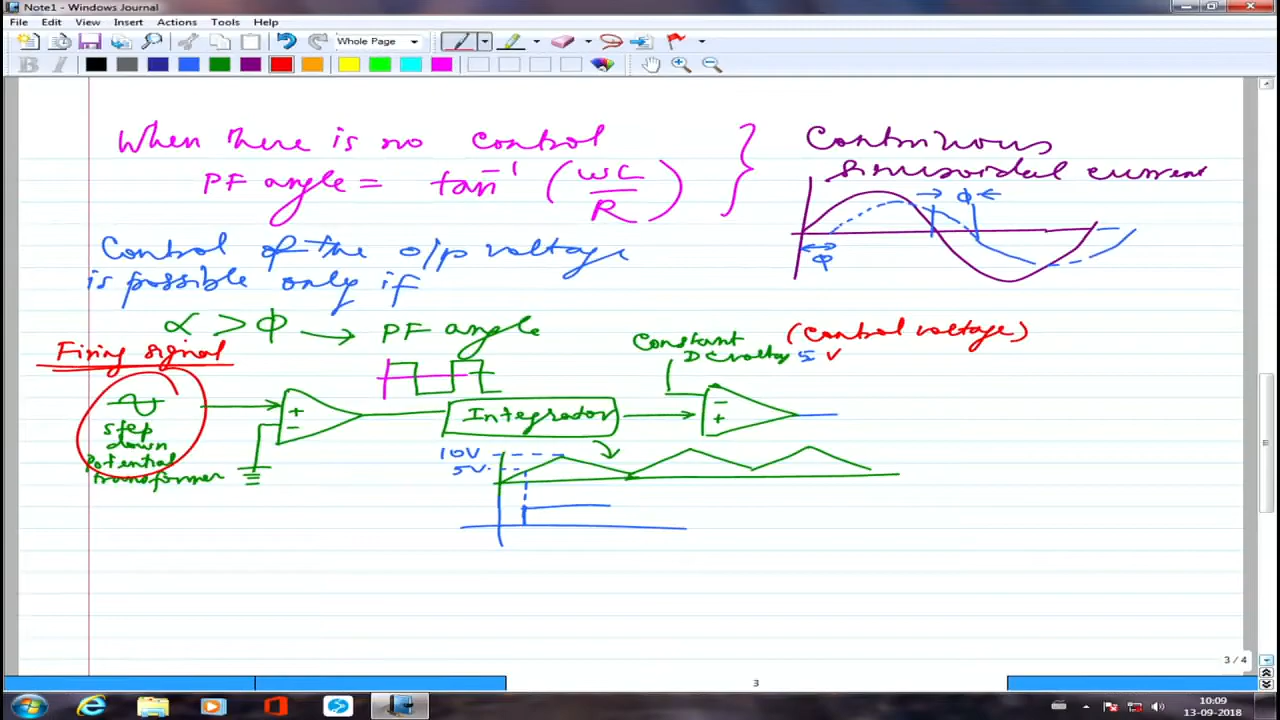 Note1 - Windows Journal
File Edit View Insert Actions Tools Help
Whole Page
B I
When there is no control
PF angle = tan⁻¹ (ωL/R)
Continuous
sinusoidal current
Φ
Φ
Control of the o/p voltage
is possible only if
α > Φ → PF angle
Firing signal
step
down
potential
transformer
+
-
Integrator
Constant
DC voltage 5 V
(Control voltage)
-
+
10V
5V
3 / 4
3
10:09
13-09-2018